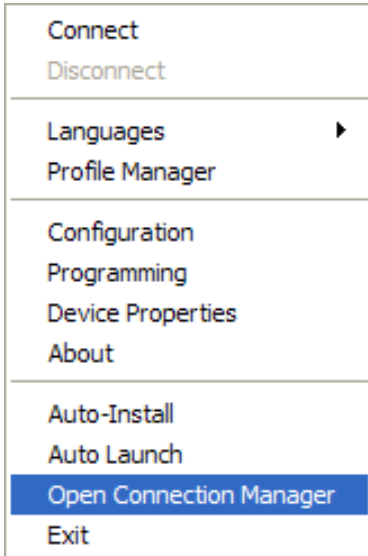 Connect
Disconnect
Languages
Profile Manager
Configuration
Programming
Device Properties
About
Auto-Install
Auto Launch
Open Connection Manager
Exit